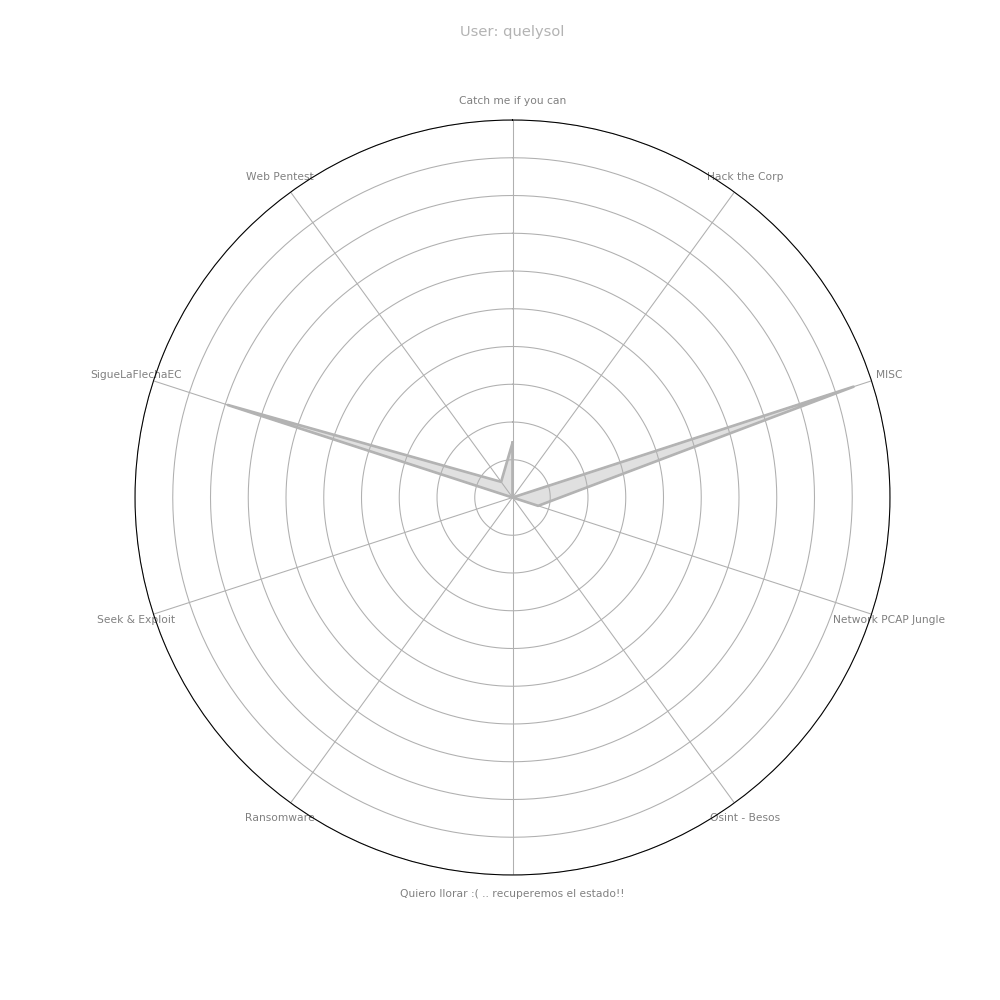 User: quelysol
Catch me if you can
Web Pentest
Hack the Corp
SigueLaFlechaEC
MISC
Seek & Exploit
Network PCAP Jungle
Ransomware
Osint - Besos
Quiero llorar :( .. recuperemos el estado!!